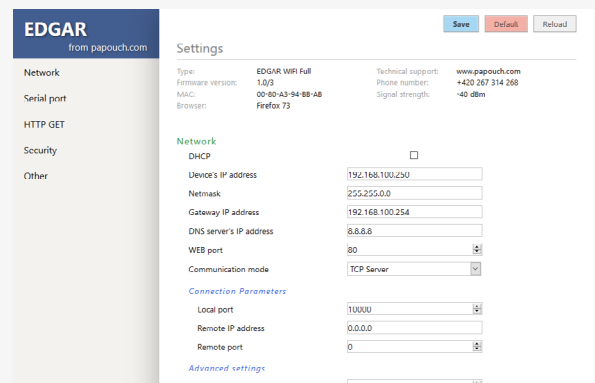 EDGAR
from papouch.com
Network
Serial port
HTTP GET
Security
Other
Save Default Reload
Settings
Type: EDGAR WIFI Full Technical support: www.papouch.com
Firmware version: 1.0/3 Phone number: +420 267 314 268
MAC: 00-80-A3-94-BB-AB Signal strength: -40 dBm
Browser: Firefox 73
Network
DHCP
Device's IP address 192.168.100.250
Netmask 255.255.0.0
Gateway IP address 192.168.100.254
DNS server's IP address 8.8.8.8
WEB port 80
Communication mode TCP Server
Connection Parameters
Local port 10000
Remote IP address 0.0.0.0
Remote port 0
Advanced settings